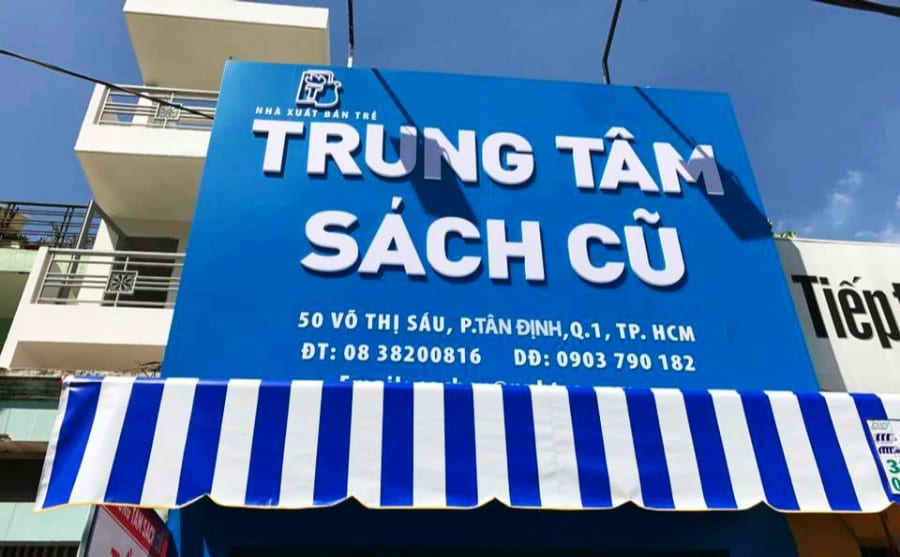 NHÀ XUẤT BẢN TRẺ
TRUNG TÂM
SÁCH CŨ
50 VÕ THỊ SÁU, P.TÂN ĐỊNH,Q.1, TP. HCM
ĐT: 08 38200816 DĐ: 0903 790 182
Tiếp